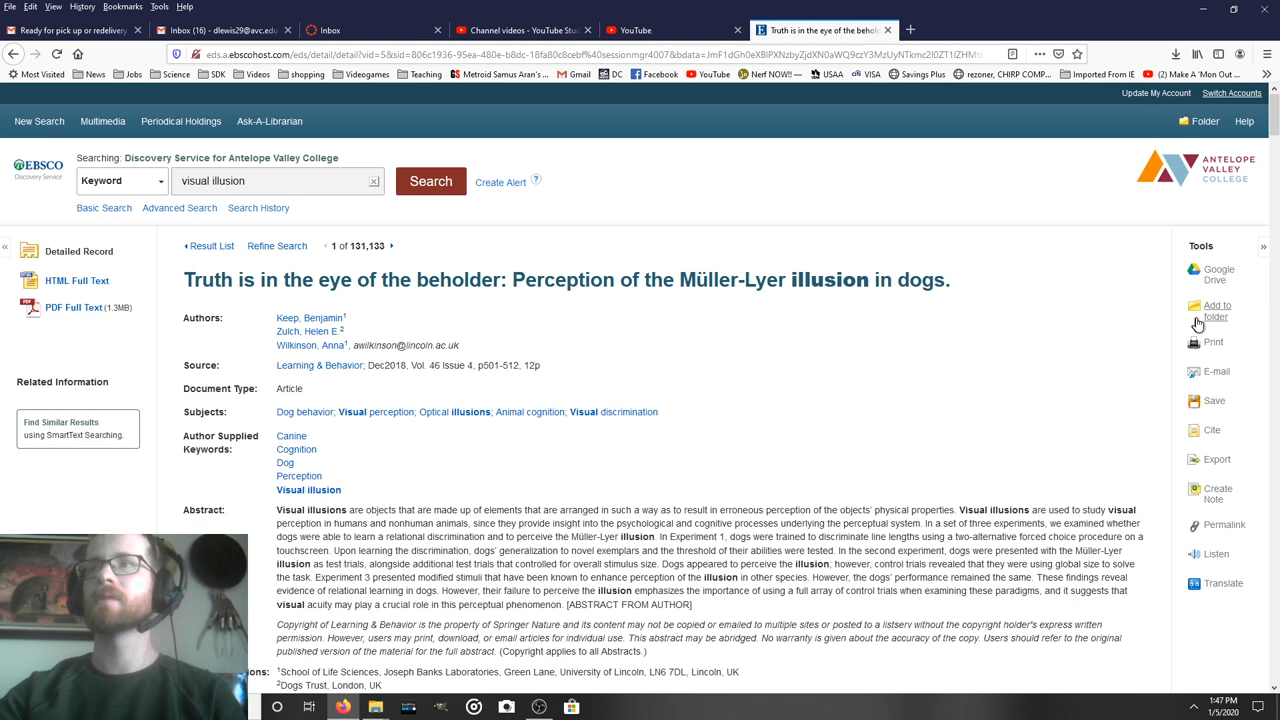 File Edit View History Bookmarks Tools Help
Ready for pick up or redelivery
Inbox (16) - dlewis29@avc.edu
Inbox
Channel videos - YouTube Stud
YouTube
Truth is in the eye of the behold
Most Visited News Jobs Science SDK Videos shopping Videogames Teaching Metroid Samus Aran's ... Gmail DC Facebook YouTube Nerf NOW!! — USAA VISA Savings Plus rezoner, CHIRP COMP... Imported From IE (2) Make A 'Mon Out ...
Update My Account Switch Accounts
New Search Multimedia Periodical Holdings Ask-A-Librarian Folder Help
Searching: Discovery Service for Antelope Valley College
EBSCO
Discovery Service
Keyword visual illusion Search Create Alert ?
ANTELOPE
VALLEY
COLLEGE
Basic Search Advanced Search Search History
Result List Refine Search 1 of 131,133
Detailed Record
HTML Full Text
PDF Full Text (1.3MB)
Related Information
Find Similar Results
using SmartText Searching.
Truth is in the eye of the beholder: Perception of the Müller-Lyer illusion in dogs.
Authors: Keep, Benjamin1
Zulch, Helen E.2
Wilkinson, Anna1, awilkinson@lincoln.ac.uk
Source: Learning & Behavior; Dec2018, Vol. 46 Issue 4, p501-512, 12p
Document Type: Article
Subjects: Dog behavior; Visual perception; Optical illusions; Animal cognition; Visual discrimination
Author Supplied Keywords: Canine
Cognition
Dog
Perception
Visual illusion
Abstract: Visual illusions are objects that are made up of elements that are arranged in such a way as to result in erroneous perception of the objects' physical properties. Visual illusions are used to study visual
perception in humans and nonhuman animals, since they provide insight into the psychological and cognitive processes underlying the perceptual system. In a set of three experiments, we examined whether
dogs were able to learn a relational discrimination and to perceive the Müller-Lyer illusion. In Experiment 1, dogs were trained to discriminate line lengths using a two-alternative forced choice procedure on a
touchscreen. Upon learning the discrimination, dogs' generalization to novel exemplars and the threshold of their abilities were tested. In the second experiment, dogs were presented with the Müller-Lyer
illusion as test trials, alongside additional test trials that controlled for overall stimulus size. Dogs appeared to perceive the illusion; however, control trials revealed that they were using global size to solve
the task. Experiment 3 presented modified stimuli that have been known to enhance perception of the illusion in other species. However, the dogs' performance remained the same. These findings reveal
evidence of relational learning in dogs. However, their failure to perceive the illusion emphasizes the importance of using a full array of control trials when examining these paradigms, and it suggests that
visual acuity may play a crucial role in this perceptual phenomenon. [ABSTRACT FROM AUTHOR]
Copyright of Learning & Behavior is the property of Springer Nature and its content may not be copied or emailed to multiple sites or posted to a listserv without the copyright holder's express written
permission. However, users may print, download, or email articles for individual use. This abstract may be abridged. No warranty is given about the accuracy of the copy. Users should refer to the original
published version of the material for the full abstract. (Copyright applies to all Abstracts.)
1School of Life Sciences, Joseph Banks Laboratories, Green Lane, University of Lincoln, LN6 7DL, Lincoln, UK
2Dogs Trust, London, UK
Tools
Google
Drive
Add to
folder
Print
E-mail
Save
Cite
Export
Create
Note
Permalink
Listen
Translate
1:47 PM
1/5/2020